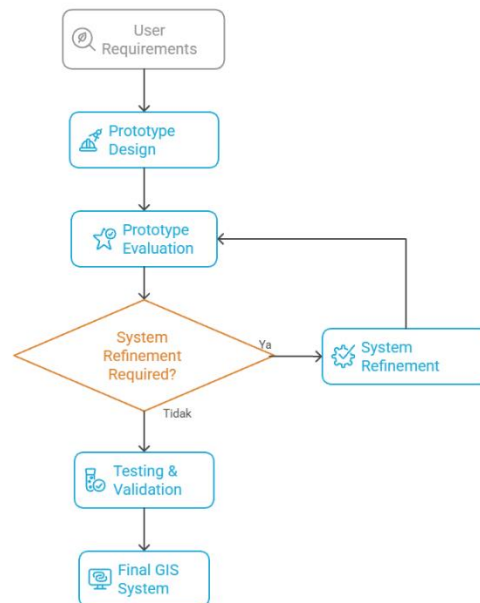 User
Requirements
Prototype
Design
Prototype
Evaluation
System
Refinement
Required?
Ya
System
Refinement
Tidak
Testing &
Validation
Final GIS
System